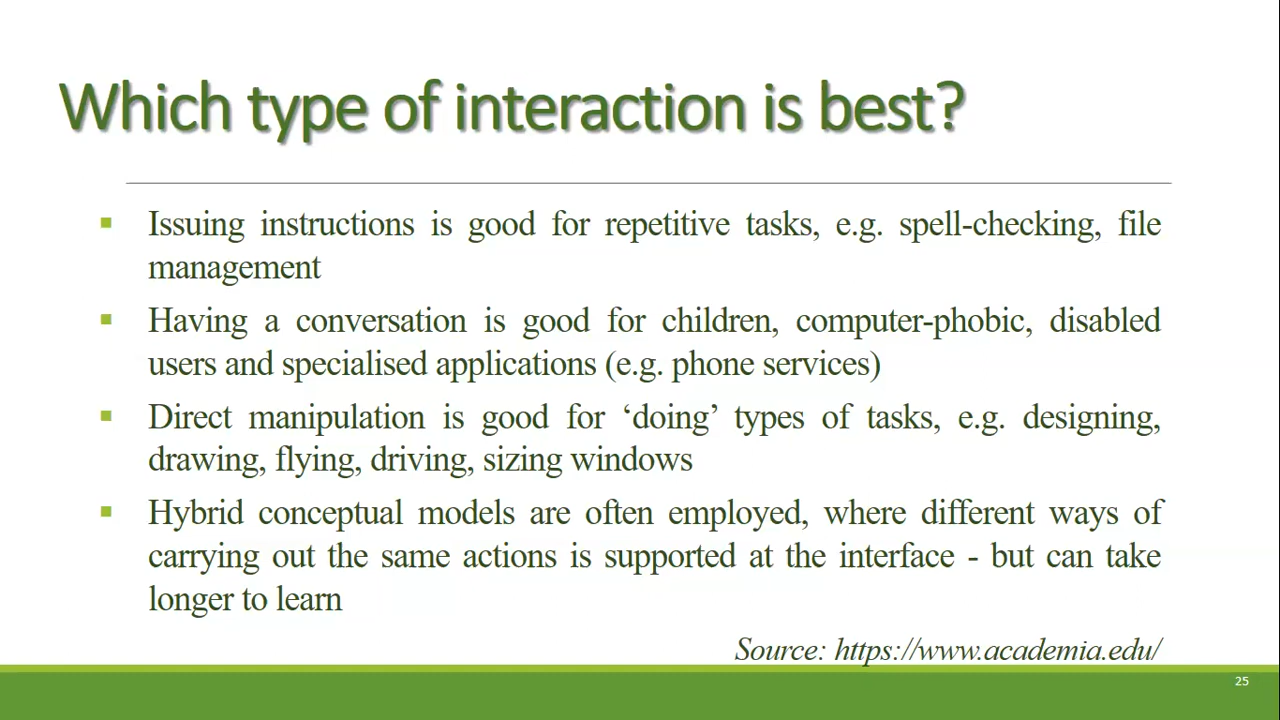 Which type of interaction is best?
▪ Issuing instructions is good for repetitive tasks, e.g. spell-checking, file
management
▪ Having a conversation is good for children, computer-phobic, disabled
users and specialised applications (e.g. phone services)
▪ Direct manipulation is good for ‘doing’ types of tasks, e.g. designing,
drawing, flying, driving, sizing windows
▪ Hybrid conceptual models are often employed, where different ways of
carrying out the same actions is supported at the interface - but can take
longer to learn
Source: https://www.academia.edu/
25